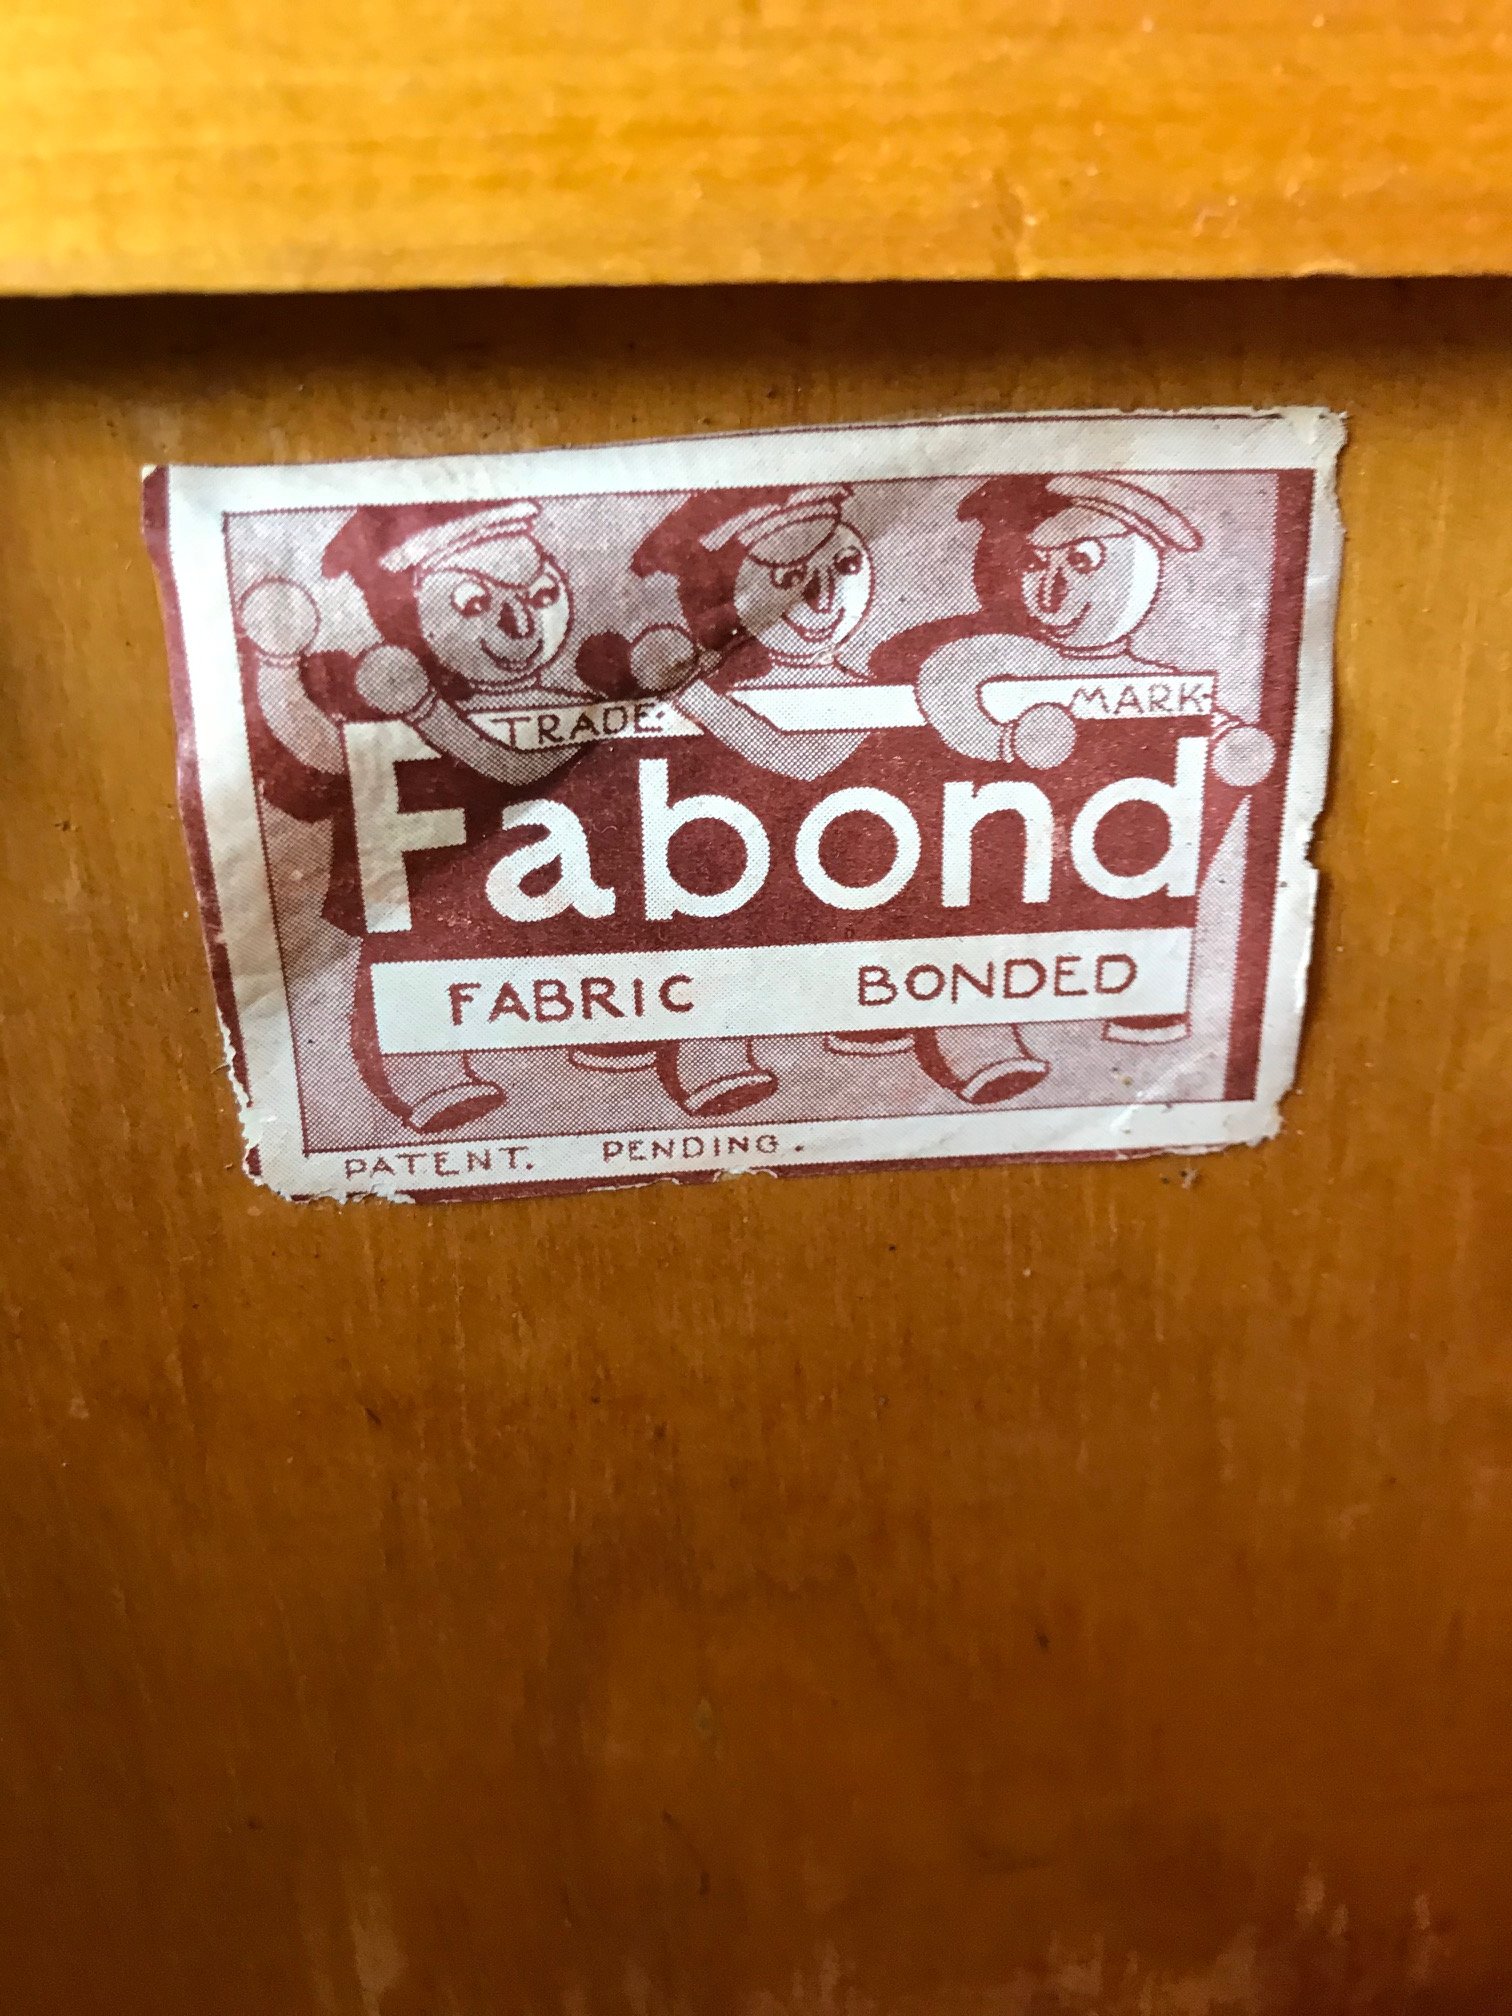 TRADE· MARK·
Fabond
FABRIC BONDED
PATENT. PENDING.